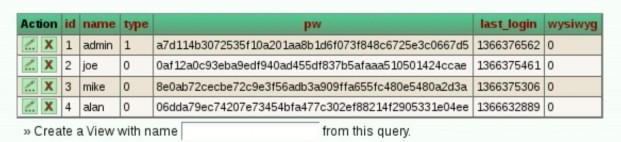 Action id name type pw last_login wysiwyg
1 admin 1 a7d114b3072535f10a201aa8b1d6f073f848c6725e3c0667d5 1366376562 0
2 joe 0 0af12a0c93eba9edf940ad455df837b5afaaa510501424ccae 1366375461 0
3 mike 0 8e0ab72cecbe72c9e3f56adb3a909ffa655fc480e5480a2d3a 1366375306 0
4 alan 0 06dda79ec74207e73454bfa477c302ef88214f2905331e04ee 1366632889 0
» Create a View with name from this query.